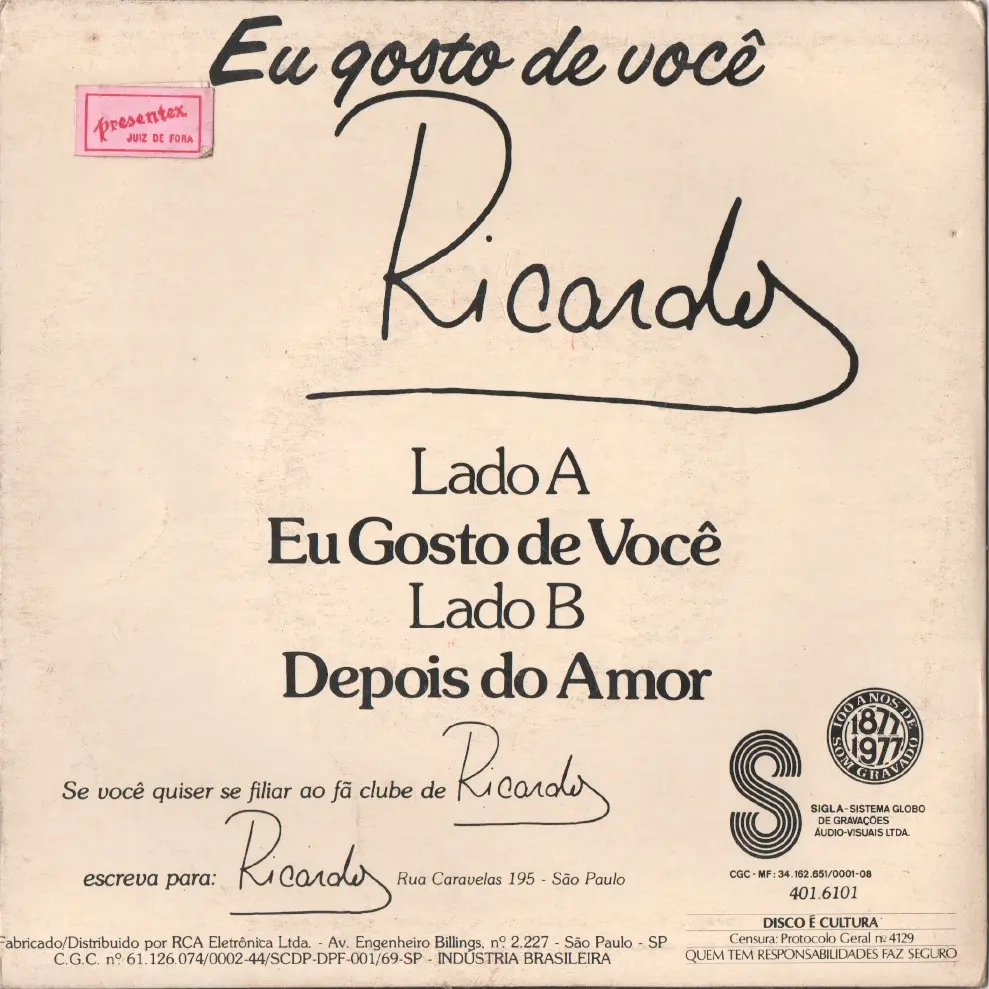 Eu gosto de você
presentex
JUIZ DE FORA
Ricardo
Lado A
Eu Gosto de Você
Lado B
Depois do Amor
100 ANOS DE
1877
1977
SOM GRAVADO
Se você quiser se filiar ao fã clube de Ricardo
SIGLA - SISTEMA GLOBO
DE GRAVAÇÕES
ÁUDIO-VISUAIS LTDA.
escreva para: Ricardo Rua Caravelas 195 - São Paulo
CGC - MF: 34.162.651/0001-08
401.6101
DISCO É CULTURA
Censura: Protocolo Geral nº 4129
QUEM TEM RESPONSABILIDADES FAZ SEGURO
Fabricado/Distribuido por RCA Eletrônica Ltda. - Av. Engenheiro Billings, nº 2.227 - São Paulo - SP
C.G.C. nº 61.126.074/0002-44/SCDP-DPF-001/69-SP - INDÚSTRIA BRASILEIRA